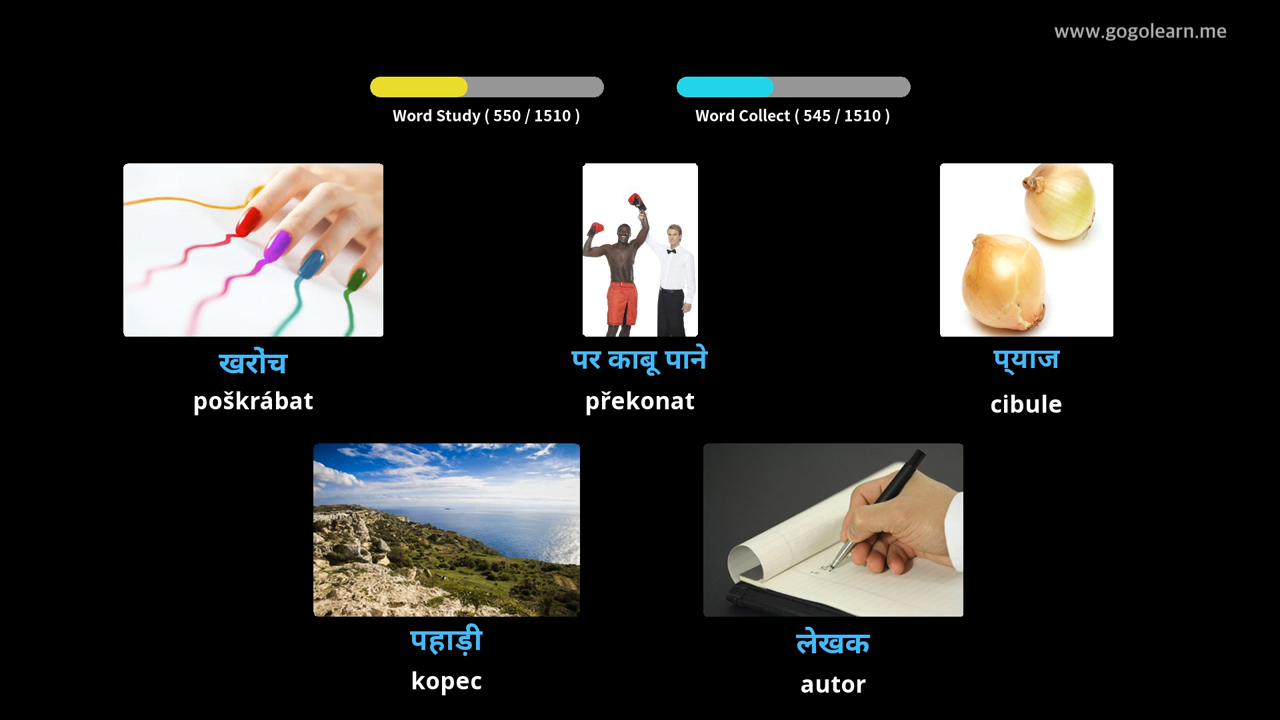 www.gogolearn.me
Word Study ( 550 / 1510 )
Word Collect ( 545 / 1510 )
खरोंच
poškrábat
पर काबू पाने
překonat
प्याज
cibule
पहाड़ी
kopec
लेखक
autor